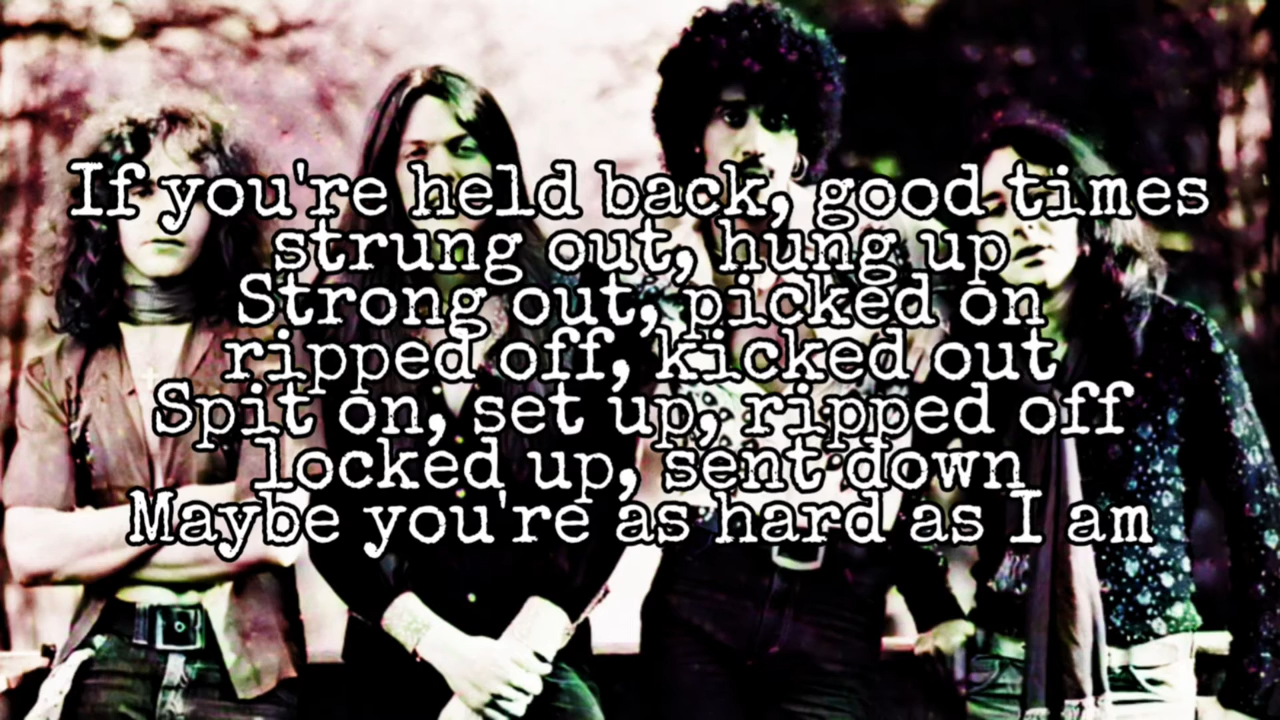 If you're held back, good times
strung out, hung up
Strong out, picked on
ripped off, kicked out
Spit on, set up, ripped off
locked up, sent down
Maybe you're as hard as I am